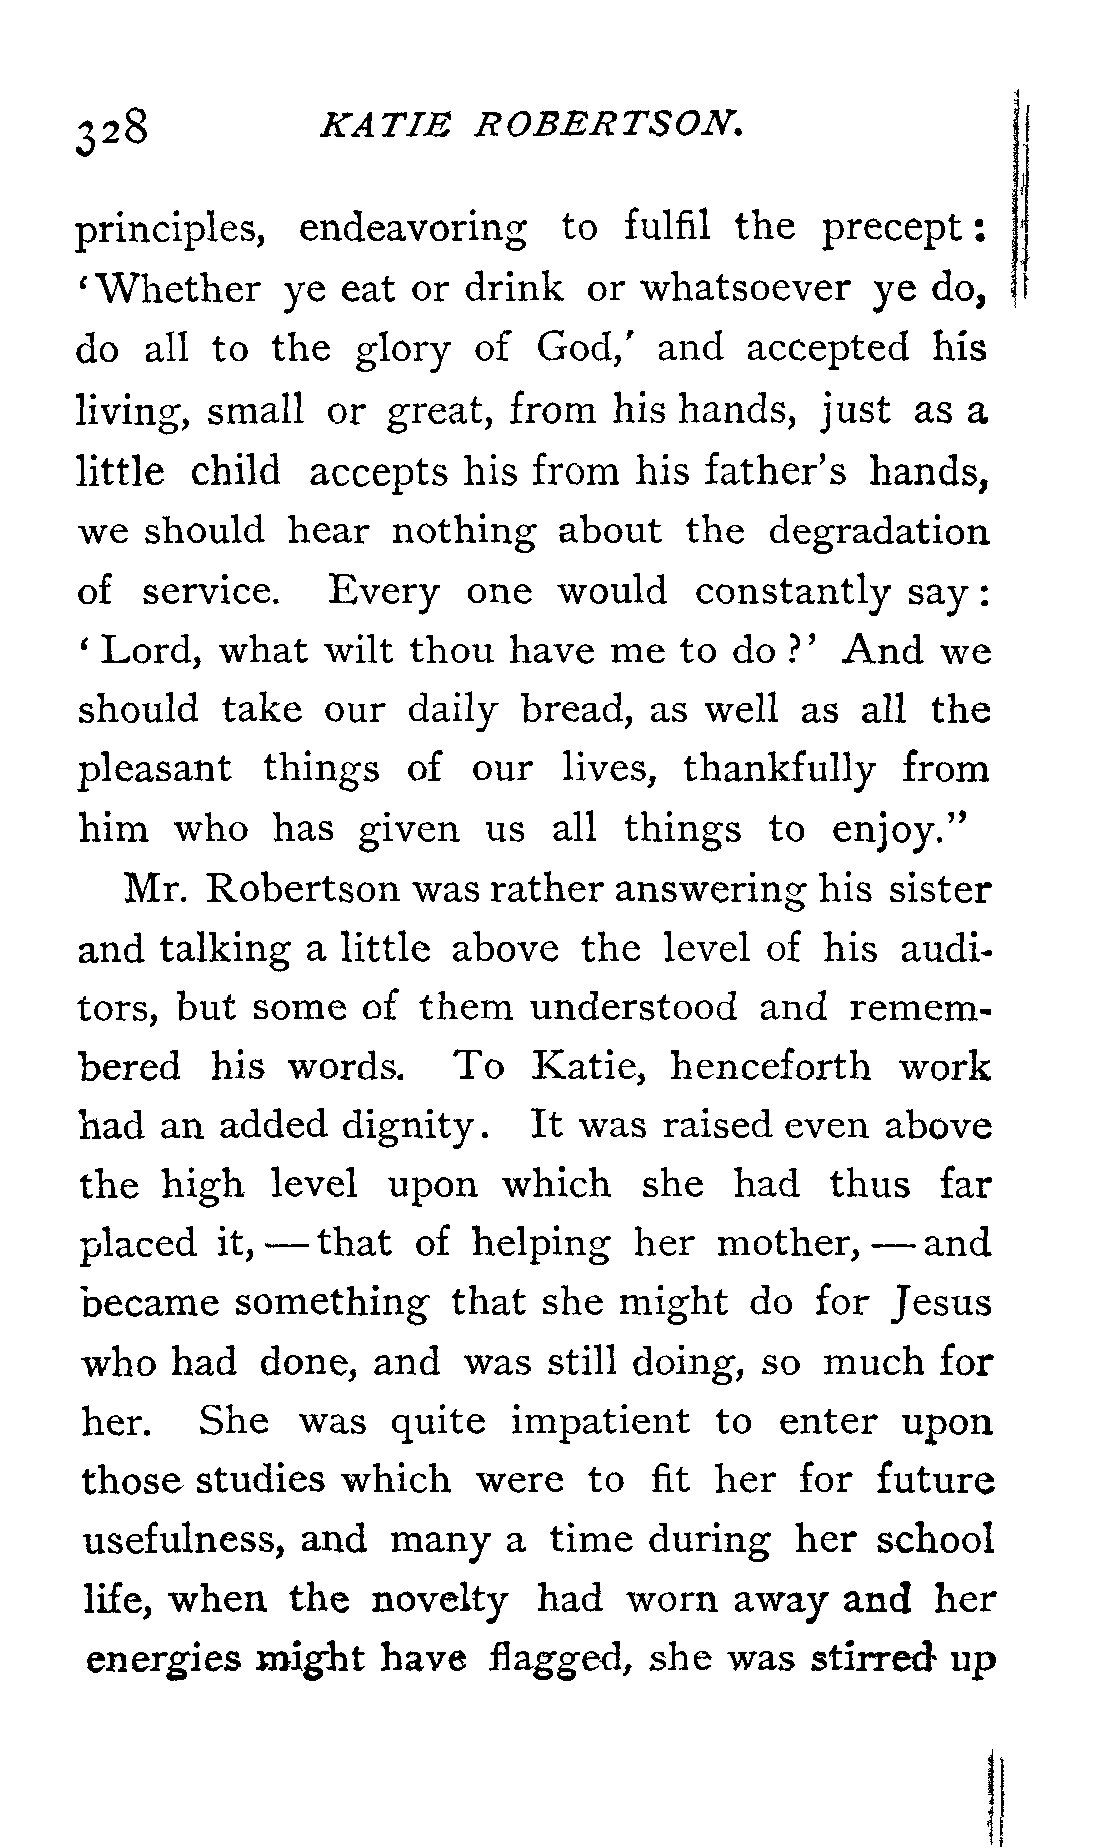 328 KATIE ROBERTSON.
principles, endeavoring to fulfil the precept:
'Whether ye eat or drink or whatsoever ye do,
do all to the glory of God,' and accepted his
living, small or great, from his hands, just as a
little child accepts his from his father's hands,
we should hear nothing about the degradation
of service. Every one would constantly say:
'Lord, what wilt thou have me to do?' And we
should take our daily bread, as well as all the
pleasant things of our lives, thankfully from
him who has given us all things to enjoy."
Mr. Robertson was rather answering his sister
and talking a little above the level of his audi-
tors, but some of them understood and remem-
bered his words. To Katie, henceforth work
had an added dignity. It was raised even above
the high level upon which she had thus far
placed it,—that of helping her mother,—and
became something that she might do for Jesus
who had done, and was still doing, so much for
her. She was quite impatient to enter upon
those studies which were to fit her for future
usefulness, and many a time during her school
life, when the novelty had worn away and her
energies might have flagged, she was stirred up